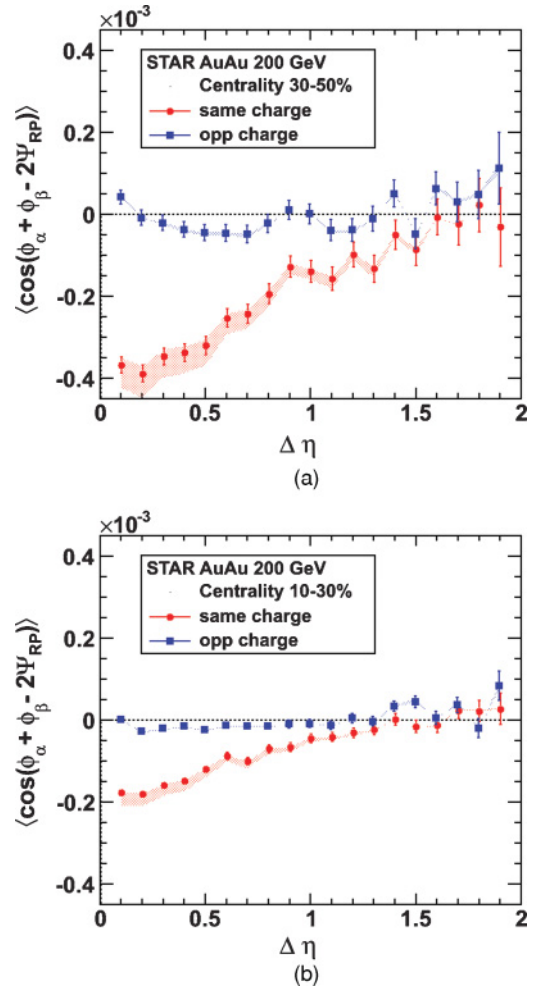 ×10⁻³
0.4
0.2
0
-0.2
-0.4
⟨cos(ϕα + ϕβ - 2ΨRP)⟩
STAR AuAu 200 GeV
Centrality 30-50%
same charge
opp charge
0 0.5 1 1.5 2
Δ η
(a)
×10⁻³
0.4
0.2
0
-0.2
-0.4
⟨cos(ϕα + ϕβ - 2ΨRP)⟩
STAR AuAu 200 GeV
Centrality 10-30%
same charge
opp charge
0 0.5 1 1.5 2
Δ η
(b)